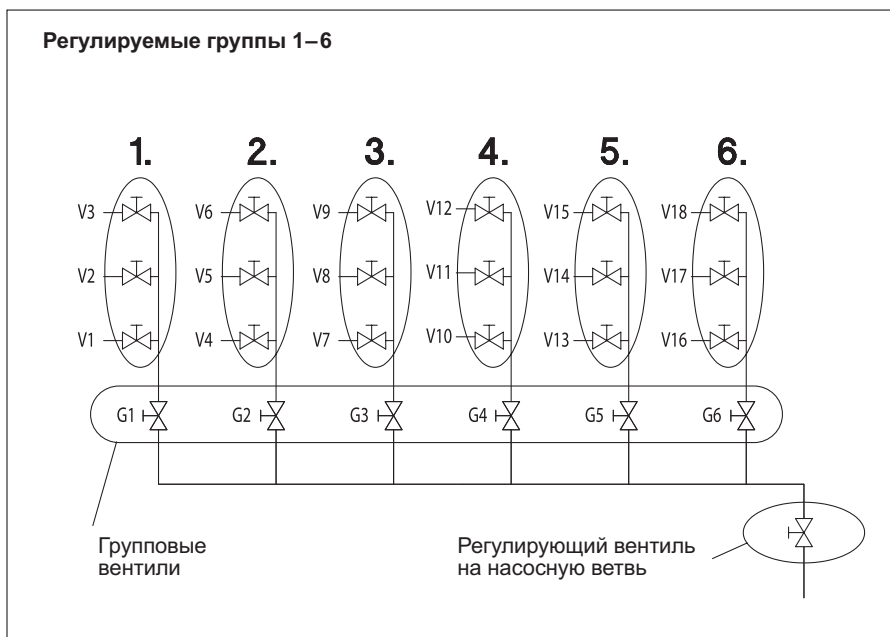 Регулируемые группы 1–6
1. 2. 3. 4. 5. 6.
V3 V6 V9 V12 V15 V18
V2 V5 V8 V11 V14 V17
V1 V4 V7 V10 V13 V16
G1 G2 G3 G4 G5 G6
Групповые
вентили
Регулирующий вентиль
на насосную ветвь